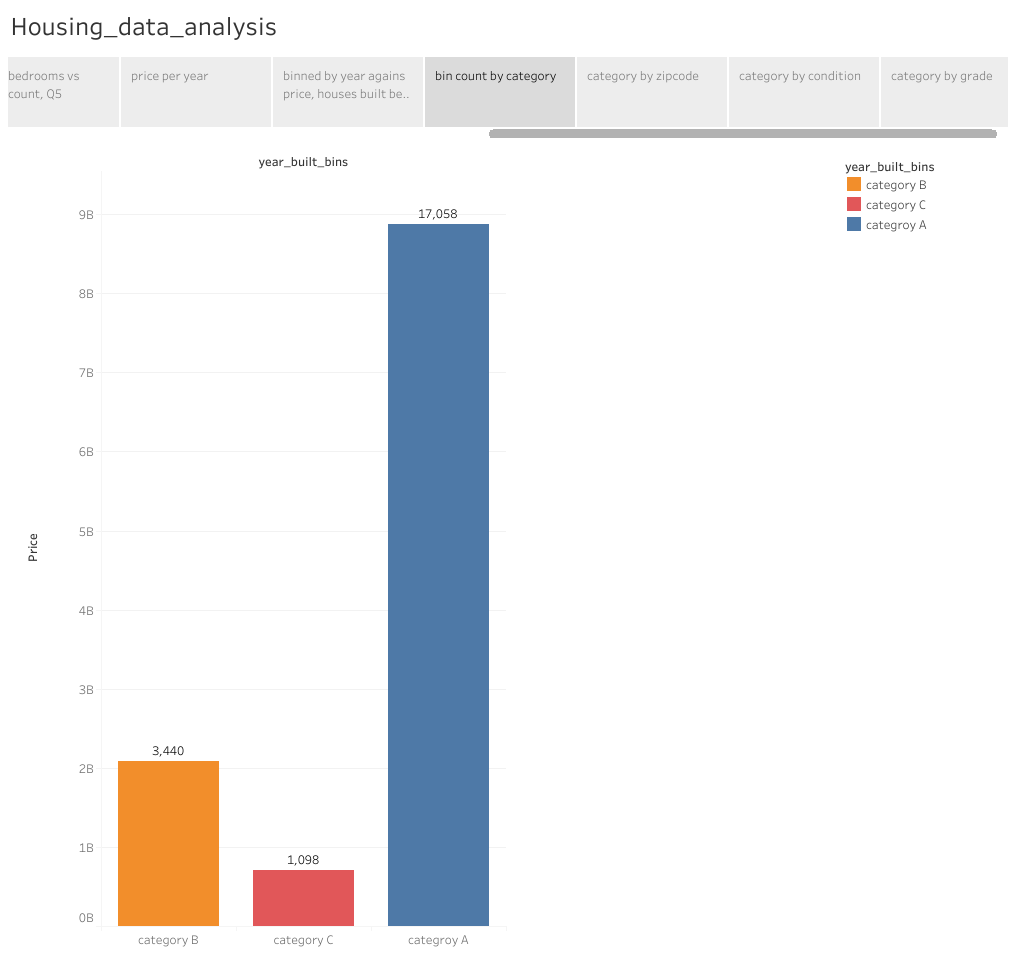 Housing_data_analysis
bedrooms vs
count, Q5
price per year
binned by year agains
price, houses built be..
bin count by category
category by zipcode
category by condition
category by grade
year_built_bins
year_built_bins
category B
category C
categroy A
17,058
3,440
1,098
9B
8B
7B
6B
5B
4B
3B
2B
1B
0B
Price
category B
category C
categroy A